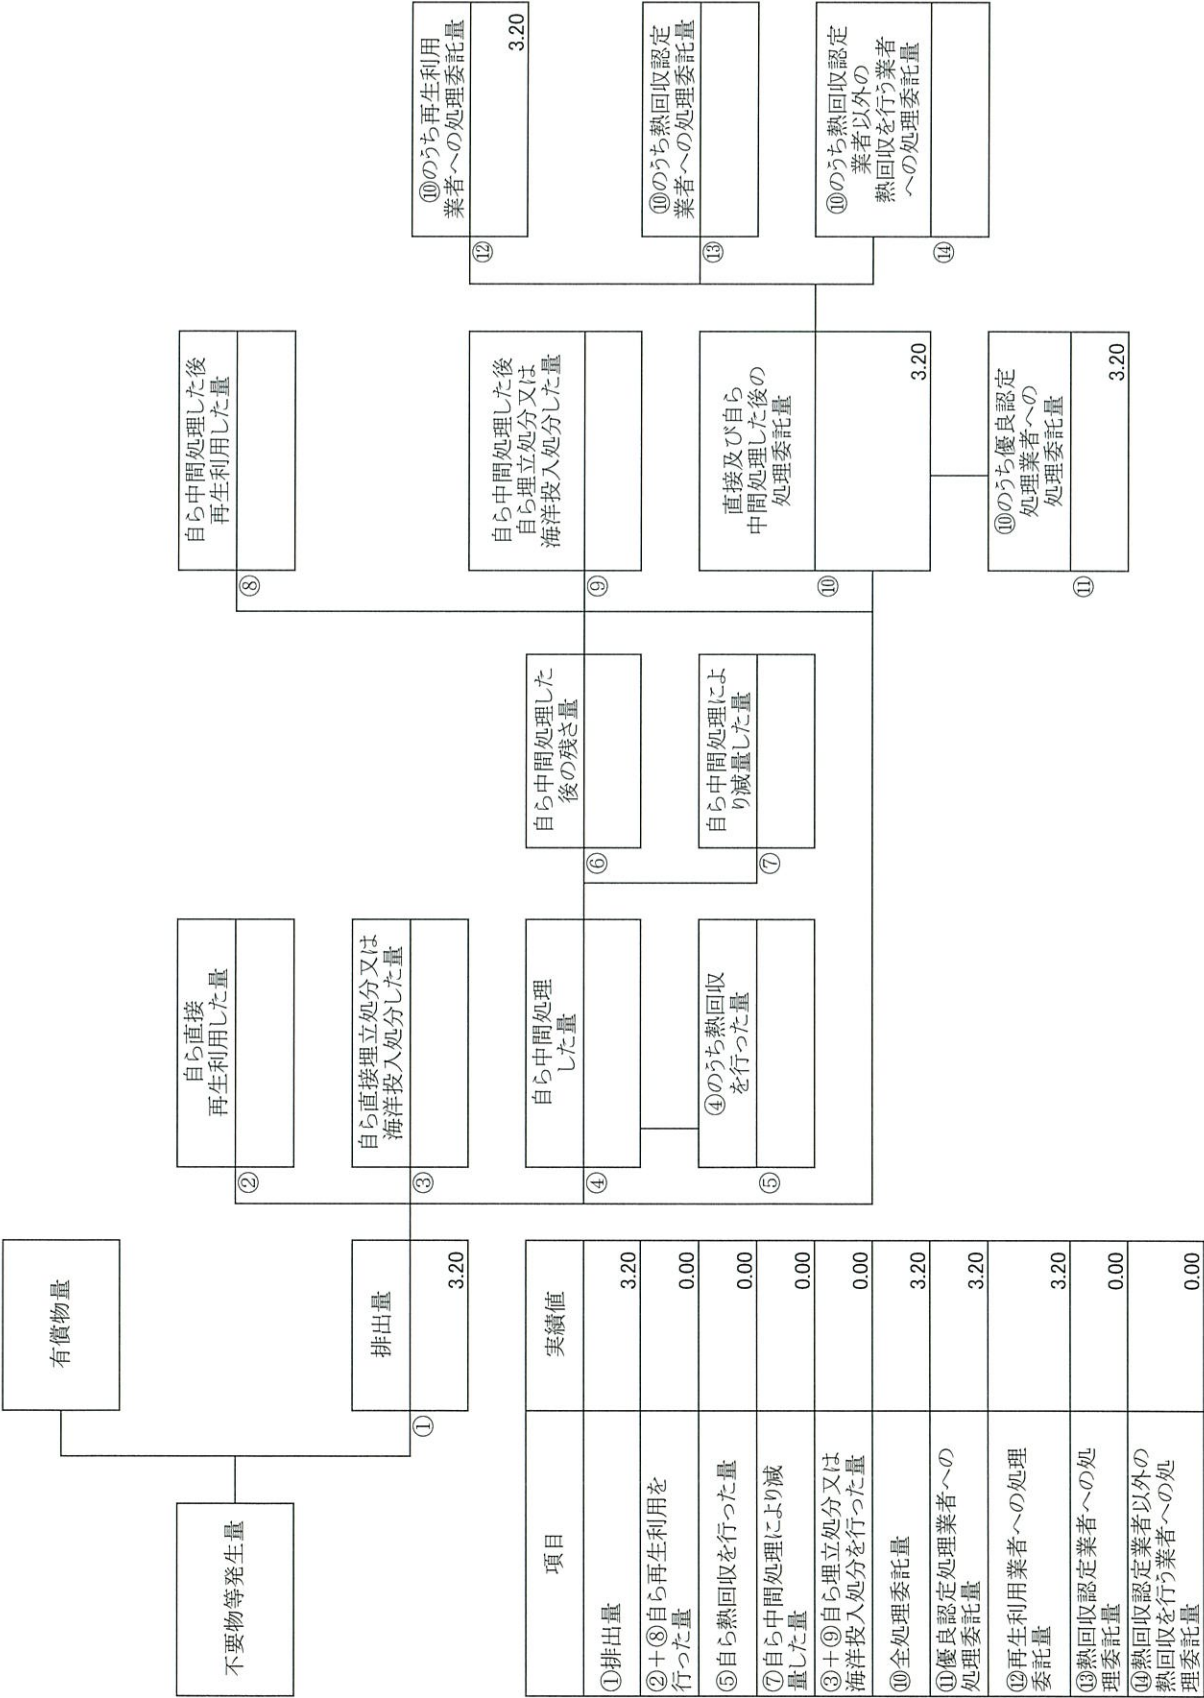 不要物等発生量
有償物量
排出量
①
3.20
自ら直接
再生利用した量
②
自ら直接埋立処分又は
海洋投入処分した量
③
自ら中間処理
した量
④
④のうち熱回収
を行った量
⑤
自ら中間処理した
後の残さ量
⑥
自ら中間処理によ
り減量した量
⑦
自ら中間処理した後
再生利用した量
⑧
自ら中間処理した後
自ら埋立処分又は
海洋投入処分した量
⑨
直接及び自ら
中間処理した後の
処理委託量
⑩
3.20
⑩のうち優良認定
処理業者への
処理委託量
⑪
3.20
⑩のうち再生利用
業者への処理委託量
⑫
3.20
⑩のうち熱回収認定
業者への処理委託量
⑬
⑩のうち熱回収認定
業者以外の
熱回収を行う業者
への処理委託量
⑭
項目
実績値
①排出量
3.20
②+⑧自ら再生利用を
行った量
0.00
⑤自ら熱回収を行った量
0.00
⑦自ら中間処理により減
量した量
0.00
③+⑨自ら埋立処分又は
海洋投入処分を行った量
0.00
⑩全処理委託量
3.20
⑪優良認定処理業者への
処理委託量
3.20
⑫再生利用業者への処理
委託量
3.20
⑬熱回収認定業者への処
理委託量
0.00
⑭熱回収認定業者以外の
熱回収を行う業者への処
理委託量
0.00